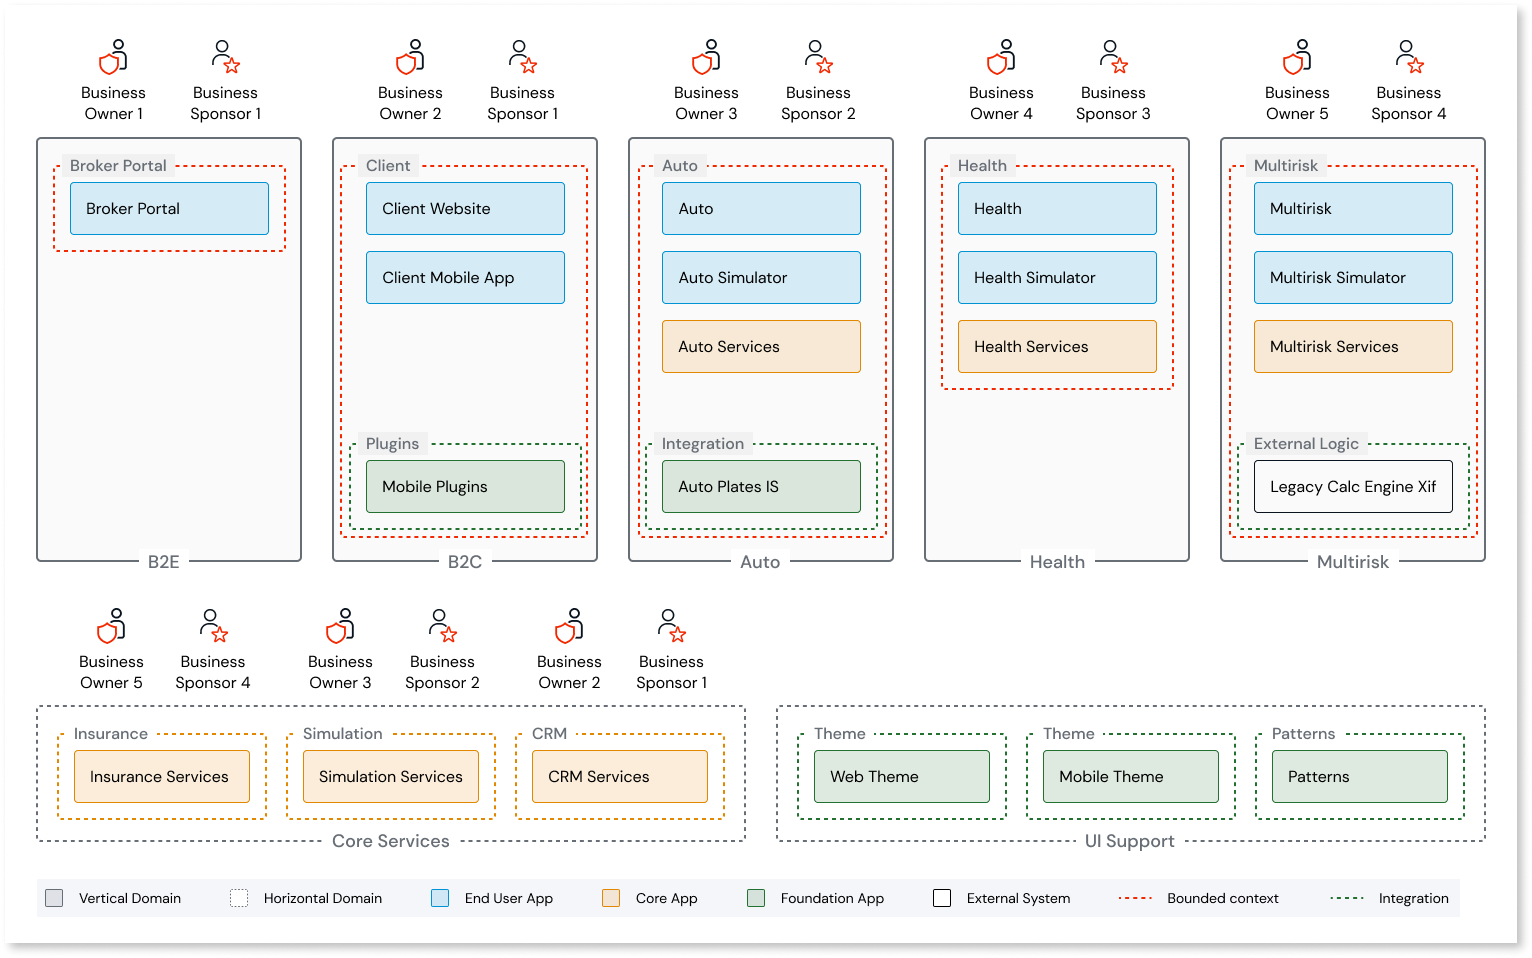 Business Owner 1
Business Sponsor 1
Business Owner 2
Business Sponsor 1
Business Owner 3
Business Sponsor 2
Business Owner 4
Business Sponsor 3
Business Owner 5
Business Sponsor 4
Broker Portal
Broker Portal
B2E
Client
Client Website
Client Mobile App
Plugins
Mobile Plugins
B2C
Auto
Auto
Auto Simulator
Auto Services
Integration
Auto Plates IS
Auto
Health
Health
Health Simulator
Health Services
Health
Multirisk
Multirisk
Multirisk Simulator
Multirisk Services
External Logic
Legacy Calc Engine Xif
Multirisk
Business Owner 5
Business Sponsor 4
Business Owner 3
Business Sponsor 2
Business Owner 2
Business Sponsor 1
Insurance
Insurance Services
Simulation
Simulation Services
CRM
CRM Services
Core Services
Theme
Web Theme
Theme
Mobile Theme
Patterns
Patterns
UI Support
Vertical Domain
Horizontal Domain
End User App
Core App
Foundation App
External System
Bounded context
Integration